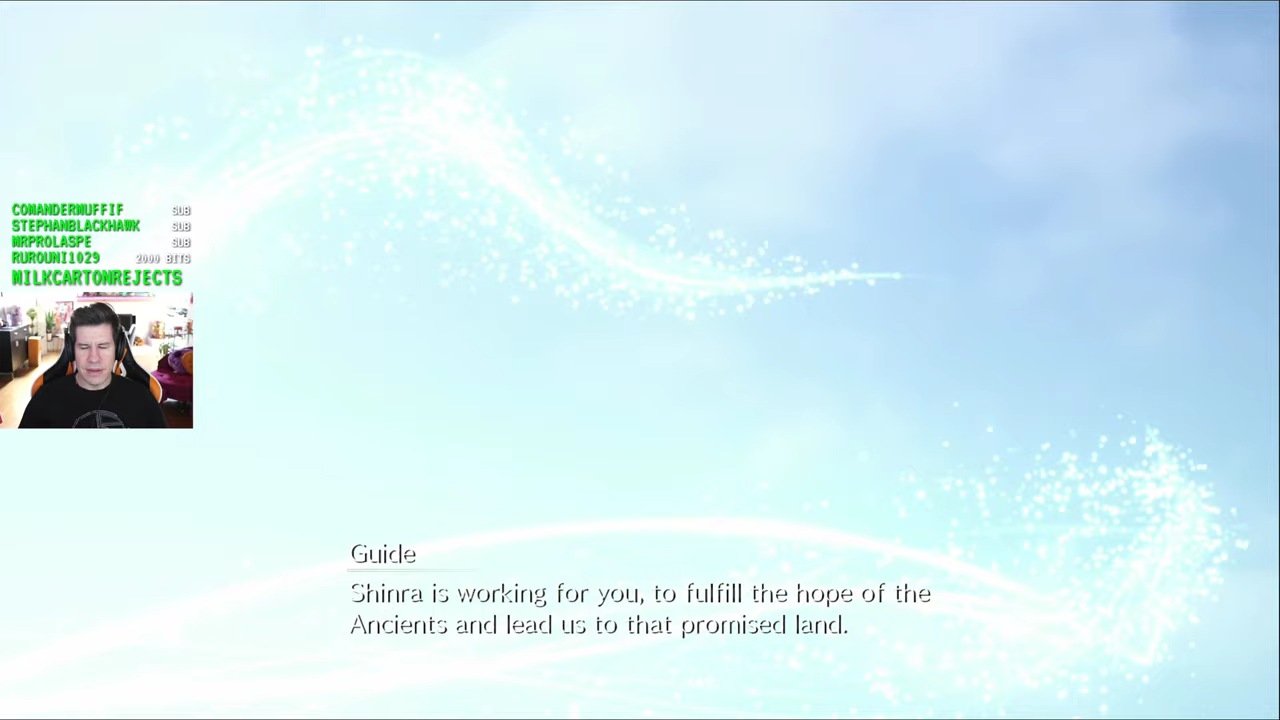 COMANDERMUFFIF SUB
STEPHANBLACKHAWK SUB
MRPROLASPE SUB
RUROUNI1029 2000 BITS
MILKCARTONREJECTS
Guide
Shinra is working for you, to fulfill the hope of the
Ancients and lead us to that promised land.